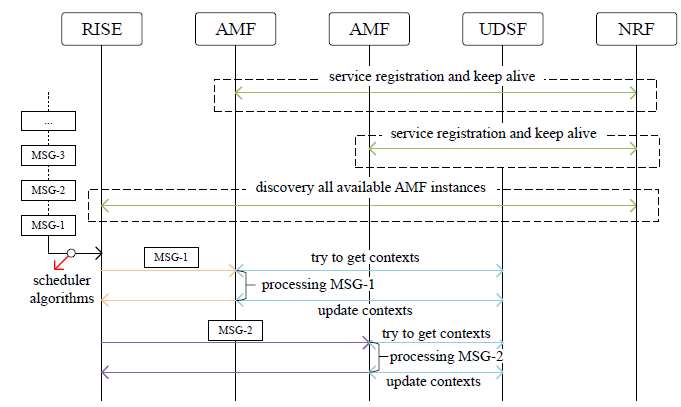 RISE
AMF
AMF
UDSF
NRF
service registration and keep alive
...
service registration and keep alive
MSG-3
MSG-2
discovery all available AMF instances
MSG-1
MSG-1
try to get contexts
scheduler
algorithms
processing MSG-1
update contexts
MSG-2
try to get contexts
processing MSG-2
update contexts